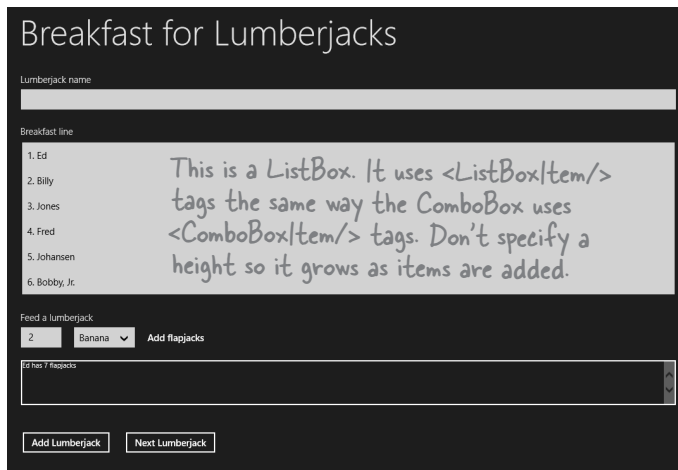 Breakfast for Lumberjacks
Lumberjack name
Breakfast line
1. Ed
2. Billy
3. Jones
4. Fred
5. Johansen
6. Bobby, Jr.
This is a ListBox. It uses <ListBoxItem/>
tags the same way the ComboBox uses
<ComboBoxItem/> tags. Don't specify a
height so it grows as items are added.
Feed a lumberjack
2 Banana Add flapjacks
Ed has 7 flapjacks
Add Lumberjack Next Lumberjack